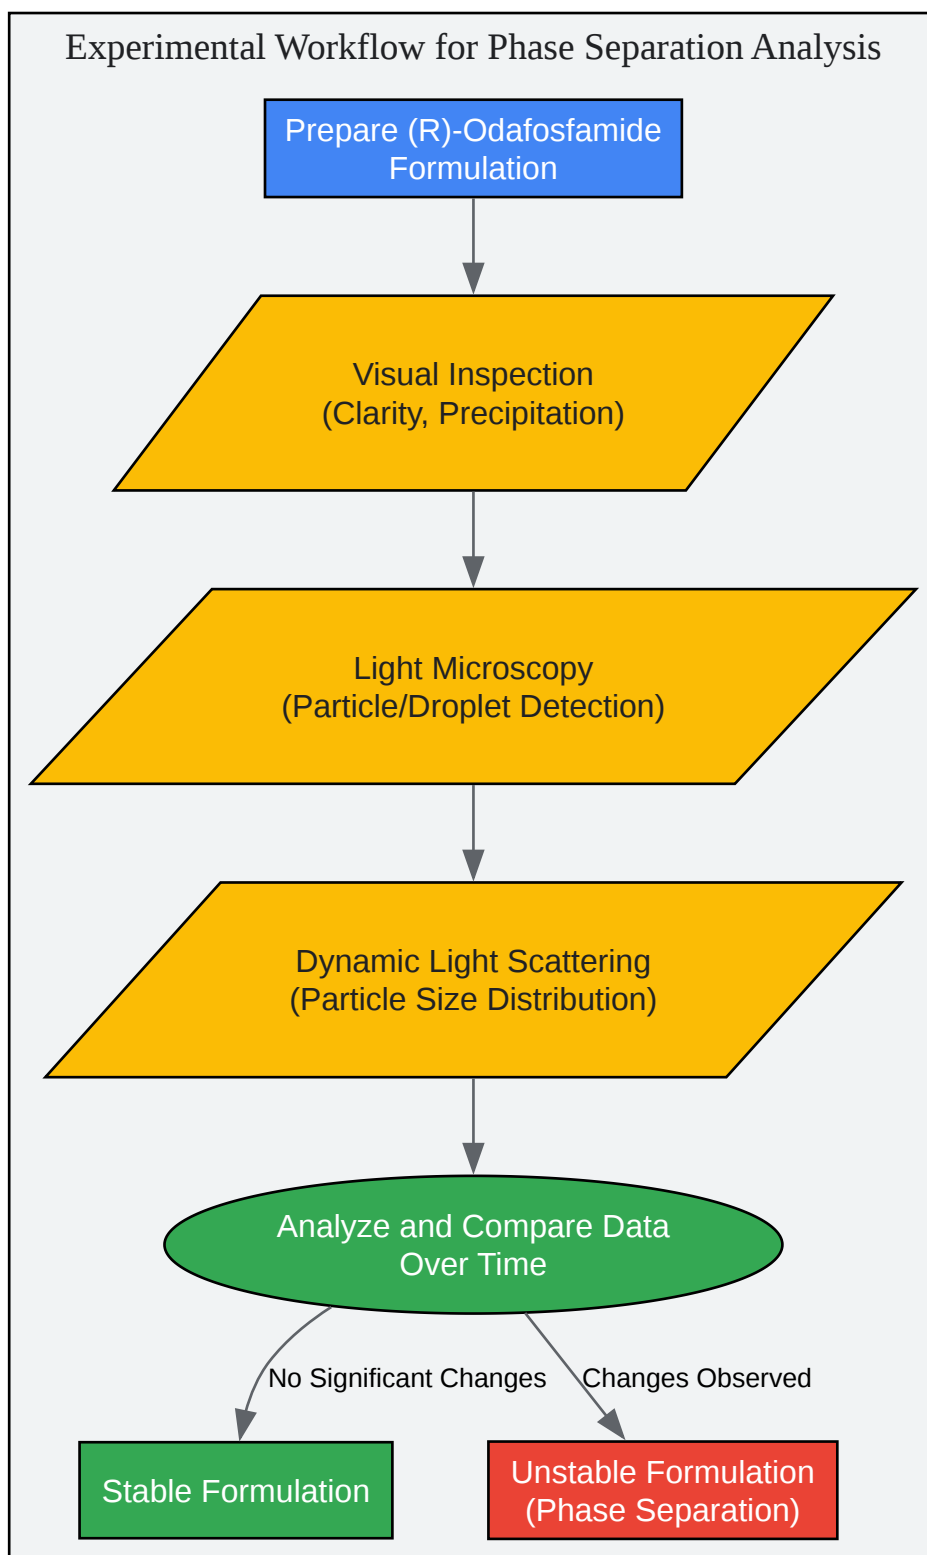 Experimental Workflow for Phase Separation Analysis
Prepare (R)-Odafosfamide
Formulation
Visual Inspection
(Clarity, Precipitation)
Light Microscopy
(Particle/Droplet Detection)
Dynamic Light Scattering
(Particle Size Distribution)
Analyze and Compare Data
Over Time
No Significant Changes
Changes Observed
Stable Formulation
Unstable Formulation
(Phase Separation)